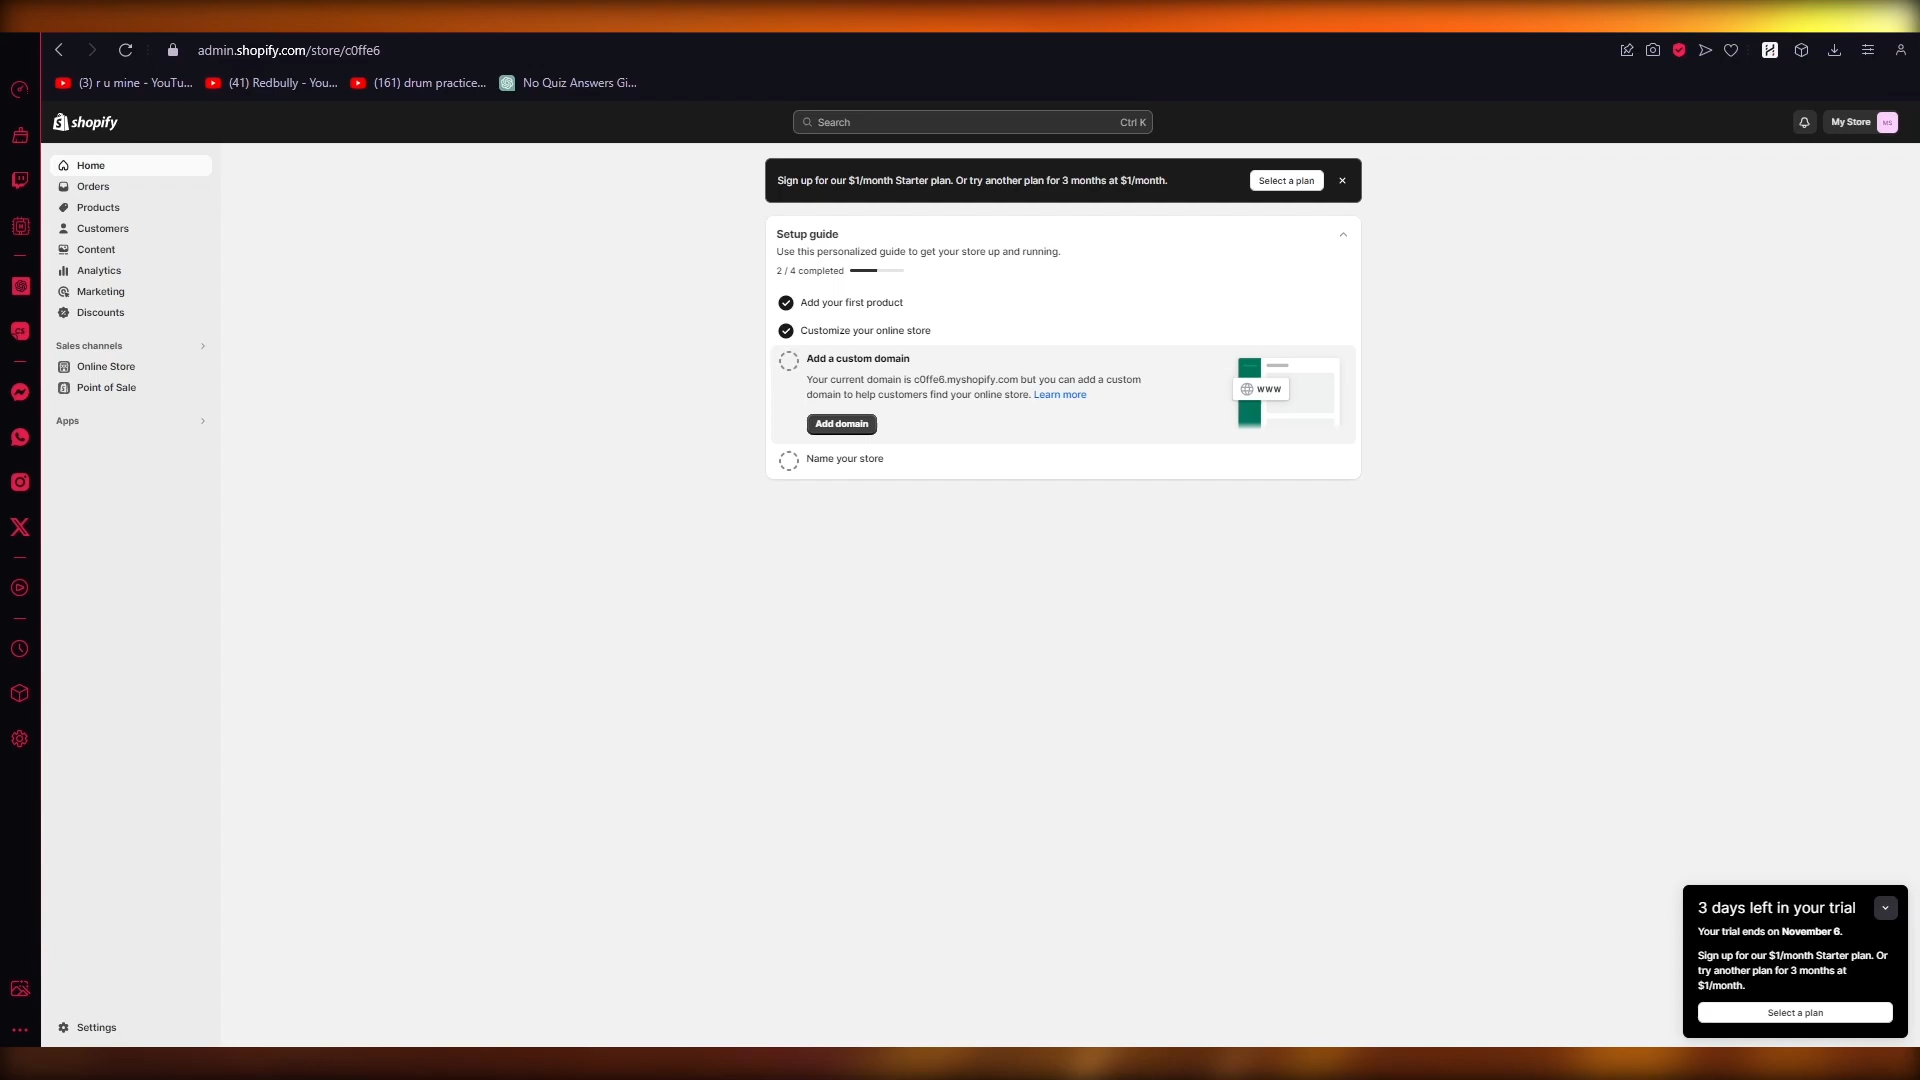 admin.shopify.com/store/c0ffe6
(3) r u mine - YouTu...
(41) Redbully - You...
(161) drum practice...
No Quiz Answers Gi...
shopify
Search
Ctrl K
My Store
MS
Home
Orders
Products
Customers
Content
Analytics
Marketing
Discounts
Sales channels
Online Store
Point of Sale
Apps
Settings
Sign up for our $1/month Starter plan. Or try another plan for 3 months at $1/month.
Select a plan
Setup guide
Use this personalized guide to get your store up and running.
2 / 4 completed
Add your first product
Customize your online store
Add a custom domain
Your current domain is c0ffe6.myshopify.com but you can add a custom
domain to help customers find your online store. Learn more
Add domain
www
Name your store
3 days left in your trial
Your trial ends on November 6.
Sign up for our $1/month Starter plan. Or
try another plan for 3 months at
$1/month.
Select a plan